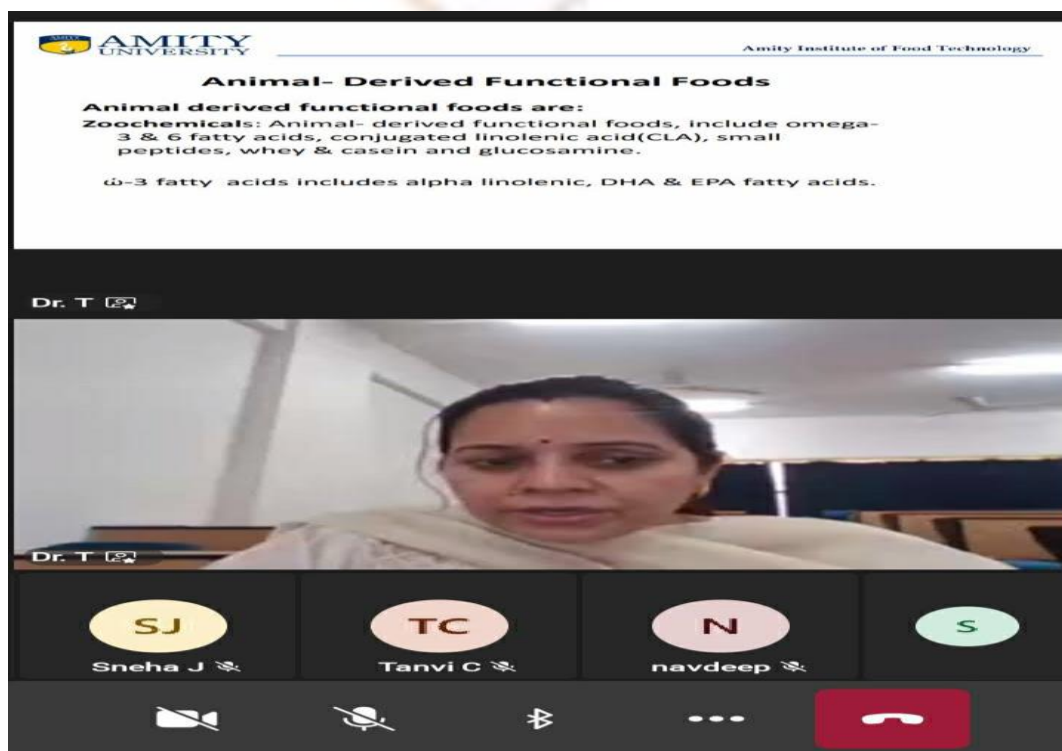 AMITY
UNIVERSITY
Amity Institute of Food Technology
Animal- Derived Functional Foods
Animal derived functional foods are:
Zoochemicals: Animal- derived functional foods, include omega-
3 & 6 fatty acids, conjugated linolenic acid(CLA), small
peptides, whey & casein and glucosamine.
ώ-3 fatty acids includes alpha linolenic, DHA & EPA fatty acids.
Dr. T
Dr. T
SJ
TC
N
S
Sneha J
Tanvi C
navdeep